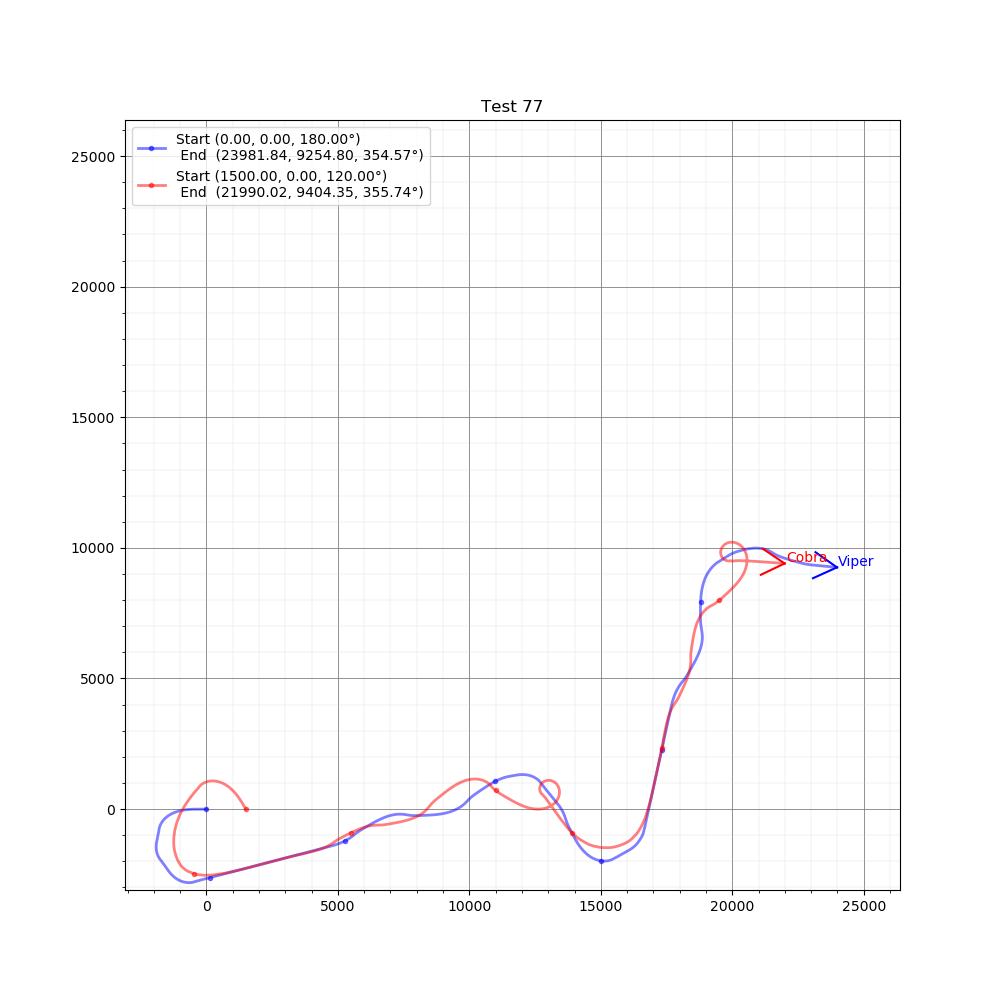 Test 77
Start (0.00, 0.00, 180.00°)
End (23981.84, 9254.80, 354.57°)
Start (1500.00, 0.00, 120.00°)
End (21990.02, 9404.35, 355.74°)
25000
20000
15000
10000
5000
0
Cobra
Viper
0
5000
10000
15000
20000
25000